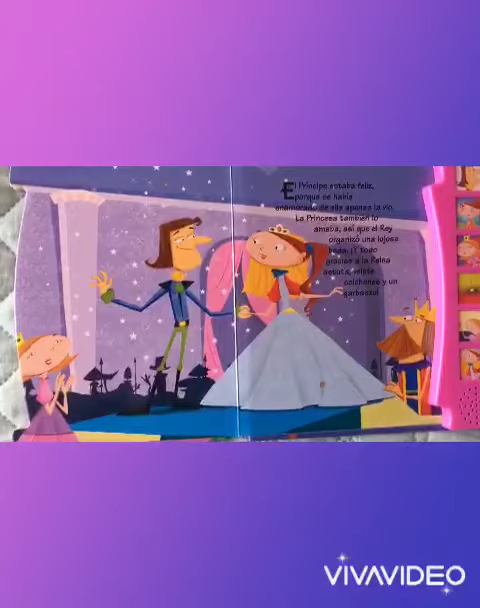 El Príncipe estaba feliz,
porque se había
enamorado de ella apenas la vio.
La Princesa también lo
amaba, así que el Rey
organizó una lujosa
boda. ¡Y todo
gracias a la Reina
astuta, veinte
colchones y un
garbanzo!
VIVAVIDEO